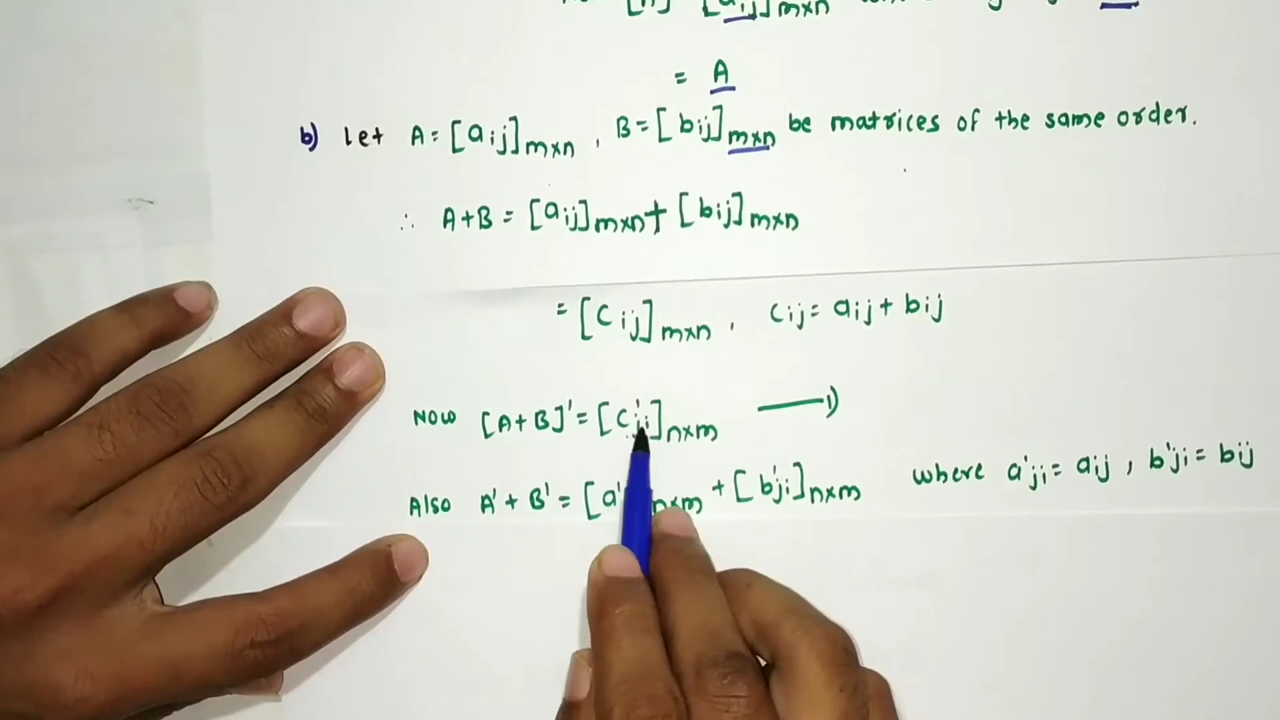 [aij]m×n
= A
b) Let A = [aij]m×n , B = [bij]m×n be matrices of the same order.
∴ A+B = [aij]m×n + [bij]m×n
= [cij]m×n , cij = aij + bij
Now [A+B]' = [c'ji]n×m ⟶ 1)
Also A' + B' = [a' n×m + [b'ji]n×m where a'ji = aij , b'ji = bij